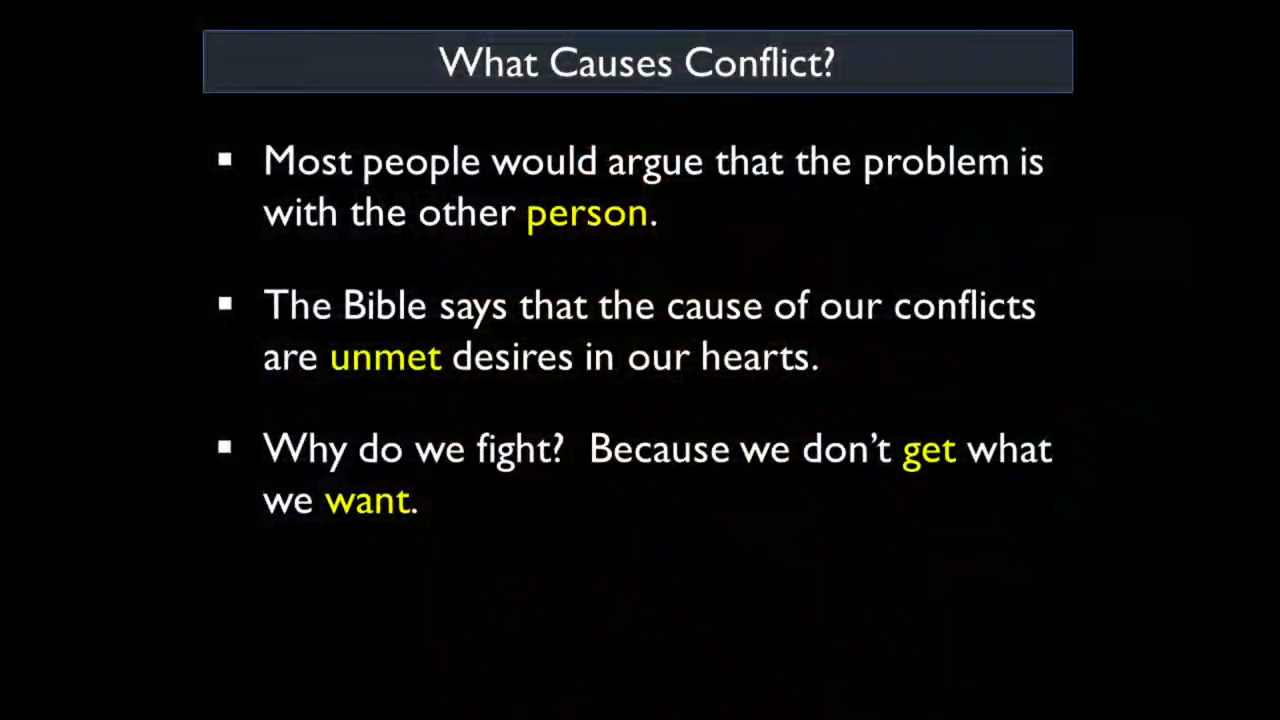 What Causes Conflict?
▪ Most people would argue that the problem is
with the other person.
▪ The Bible says that the cause of our conflicts
are unmet desires in our hearts.
▪ Why do we fight?  Because we don’t get what
we want.